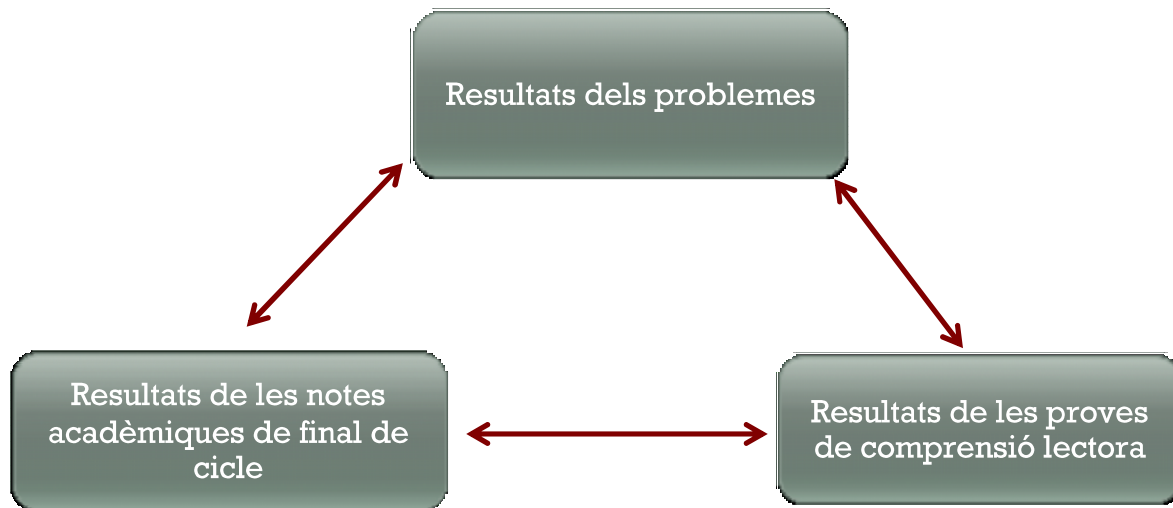 Resultats dels problemes
Resultats de les notes
acadèmiques de final de
cicle
Resultats de les proves
de comprensió lectora